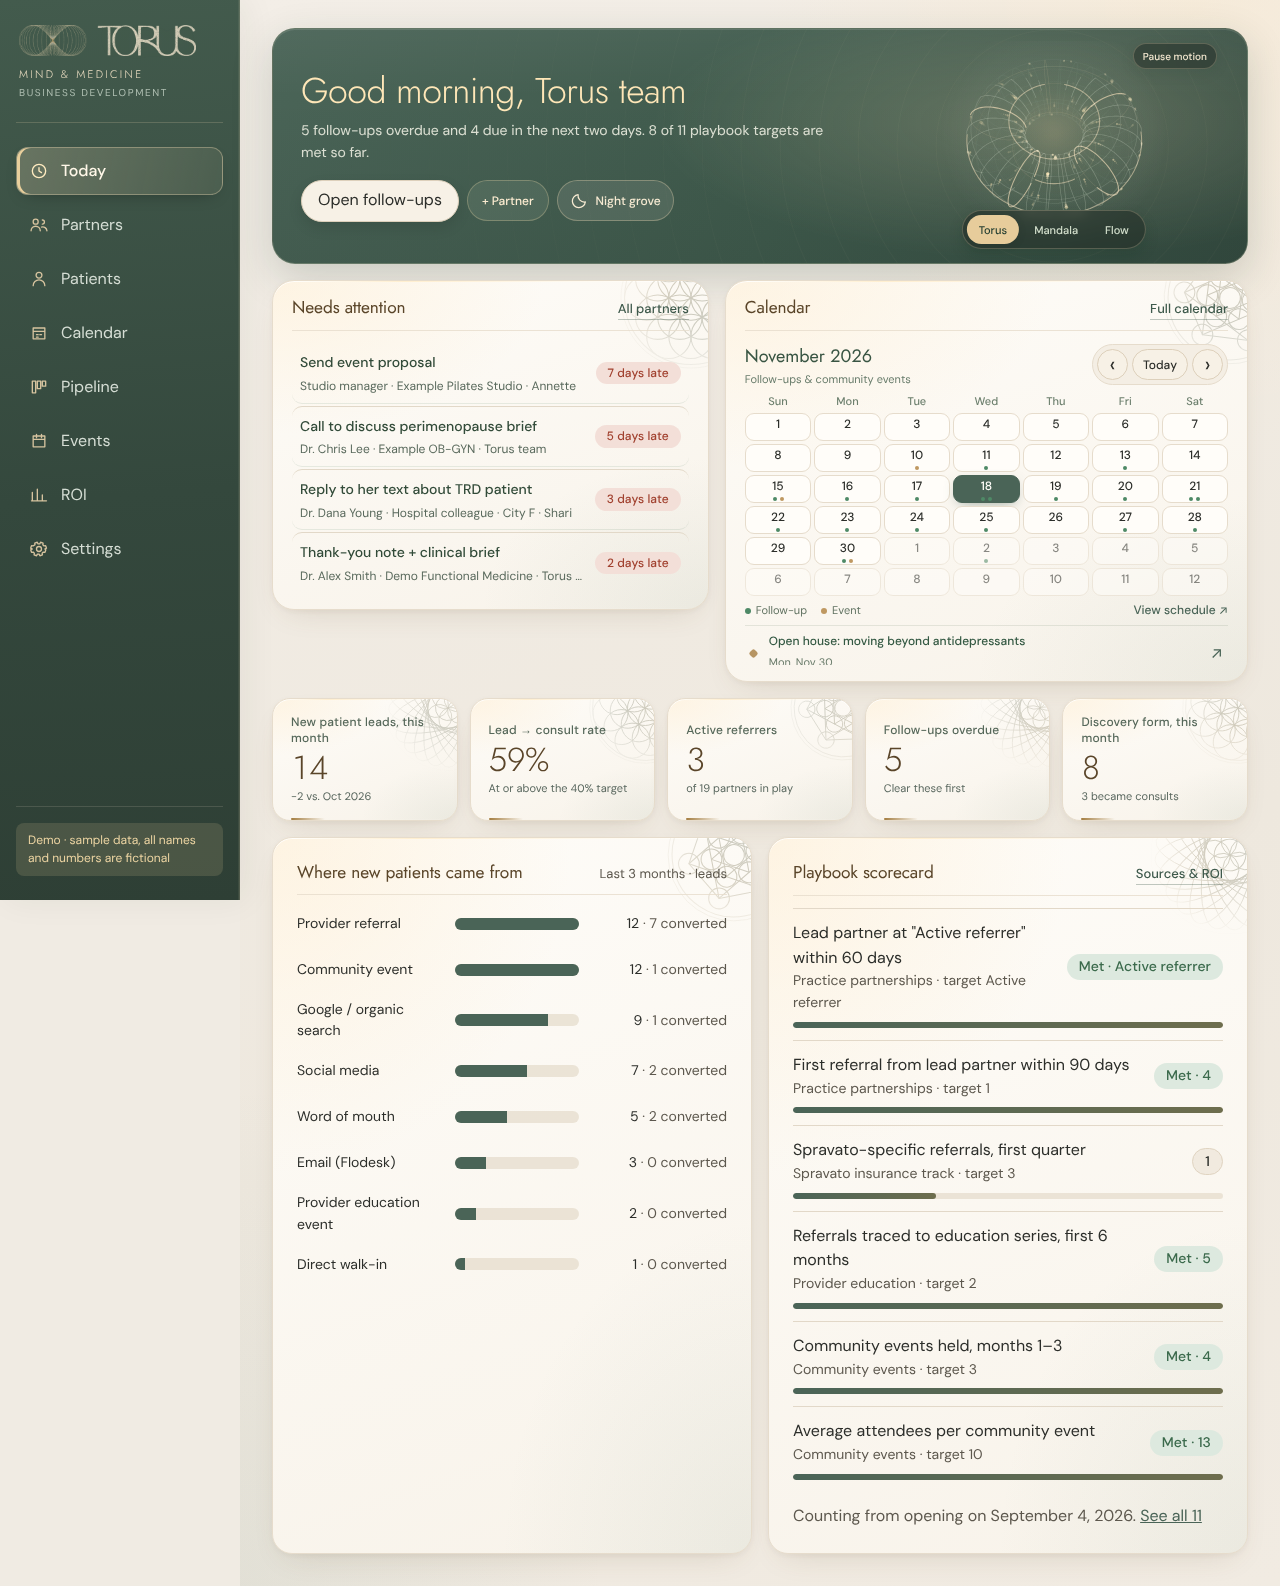 TORUS
MIND & MEDICINE
BUSINESS DEVELOPMENT
Today
Partners
Patients
Calendar
Pipeline
Events
ROI
Settings
Demo · sample data, all names
and numbers are fictional
Pause motion
Good morning, Torus team
5 follow-ups overdue and 4 due in the next two days. 8 of 11 playbook targets are
met so far.
Open follow-ups
+ Partner
Night grove
Torus
Mandala
Flow
Needs attention
All partners
Send event proposal
Studio manager · Example Pilates Studio · Annette
7 days late
Call to discuss perimenopause brief
Dr. Chris Lee · Example OB-GYN · Torus team
5 days late
Reply to her text about TRD patient
Dr. Dana Young · Hospital colleague · City F · Shari
3 days late
Thank-you note + clinical brief
Dr. Alex Smith · Demo Functional Medicine · Torus ...
2 days late
Calendar
Full calendar
November 2026
Follow-ups & community events
‹ Today ›
Sun Mon Tue Wed Thu Fri Sat
1 2 3 4 5 6 7
8 9 10 11 12 13 14
15 16 17 18 19 20 21
22 23 24 25 26 27 28
29 30 1 2 3 4 5
6 7 8 9 10 11 12
Follow-up
Event
View schedule ↗
Open house: moving beyond antidepressants
Mon, Nov 30
↗
New patient leads, this
month
14
-2 vs. Oct 2026
Lead → consult rate
59%
At or above the 40% target
Active referrers
3
of 19 partners in play
Follow-ups overdue
5
Clear these first
Discovery form, this
month
8
3 became consults
Where new patients came from
Last 3 months · leads
Provider referral
12 · 7 converted
Community event
12 · 1 converted
Google / organic
search
9 · 1 converted
Social media
7 · 2 converted
Word of mouth
5 · 2 converted
Email (Flodesk)
3 · 0 converted
Provider education
event
2 · 0 converted
Direct walk-in
1 · 0 converted
Playbook scorecard
Sources & ROI
Lead partner at "Active referrer"
within 60 days
Practice partnerships · target Active
referrer
Met · Active referrer
First referral from lead partner within 90 days
Practice partnerships · target 1
Met · 4
Spravato-specific referrals, first quarter
Spravato insurance track · target 3
1
Referrals traced to education series, first 6
months
Provider education · target 2
Met · 5
Community events held, months 1–3
Community events · target 3
Met · 4
Average attendees per community event
Community events · target 10
Met · 13
Counting from opening on September 4, 2026. See all 11